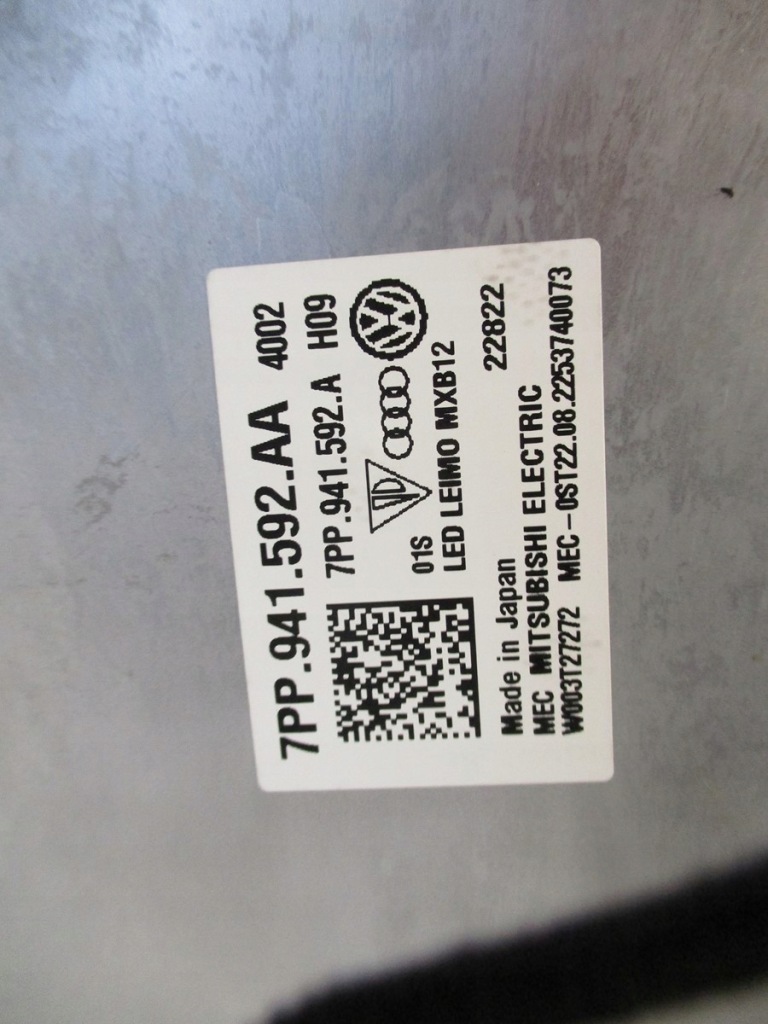 7PP.941.592.AA 4002
7PP.941.592.A H09
01S
LED LEIMO MXB12
Made in Japan 22822
MEC MITSUBISHI ELECTRIC
W003T27272 MEC-0ST22.08.2253740073